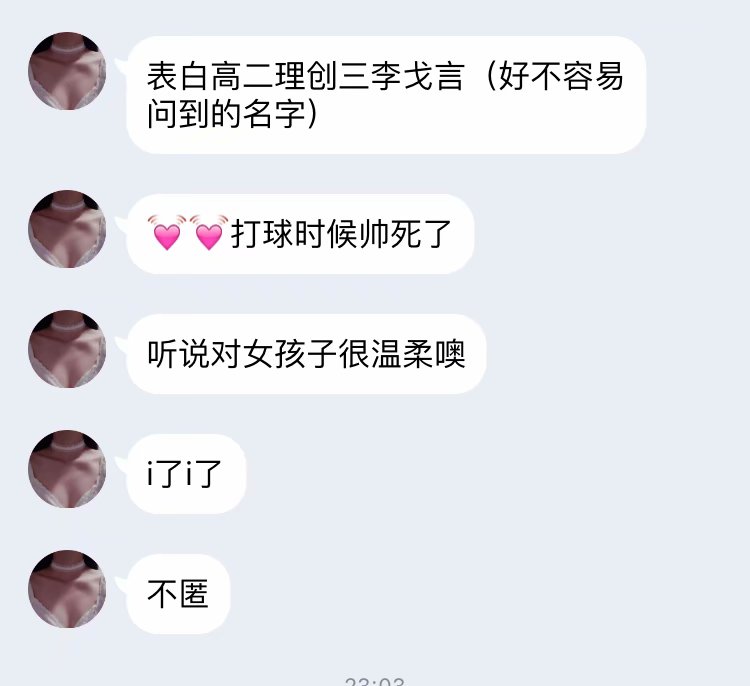 表白高二理创三李戈言（好不容易
问到的名字）
💓💓打球时候帅死了
听说对女孩子很温柔噢
i了i了
不匿
23:03